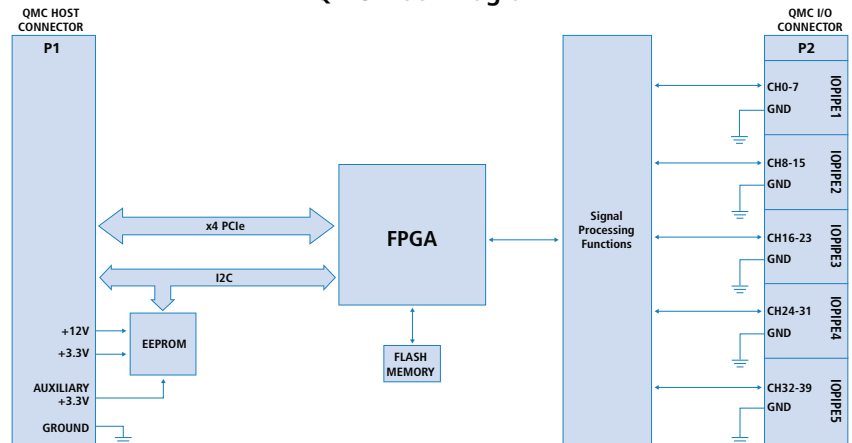 QMC HOST
CONNECTOR
P1
QMC I/O
CONNECTOR
P2
x4 PCIe
I2C
FPGA
EEPROM
FLASH
MEMORY
+12V
+3.3V
AUXILIARY
+3.3V
GROUND
Signal
Processing
Functions
CH0-7
GND
IOPIPE1
CH8-15
GND
IOPIPE2
CH16-23
GND
IOPIPE3
CH24-31
GND
IOPIPE4
CH32-39
GND
IOPIPE5